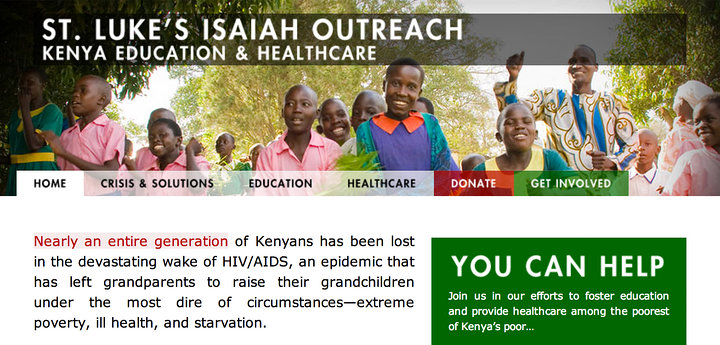 ST. LUKE'S ISAIAH OUTREACH
KENYA EDUCATION & HEALTHCARE
HOME CRISIS & SOLUTIONS EDUCATION HEALTHCARE DONATE GET INVOLVED
Nearly an entire generation of Kenyans has been lost
in the devastating wake of HIV/AIDS, an epidemic that
has left grandparents to raise their grandchildren
under the most dire of circumstances—extreme
poverty, ill health, and starvation.
YOU CAN HELP
Join us in our efforts to foster education
and provide healthcare among the poorest
of Kenya's poor…